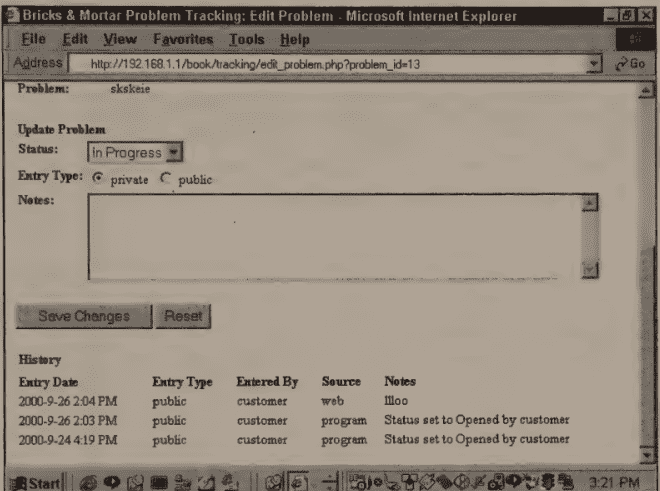 Bricks & Mortar Problem Tracking: Edit Problem - Microsoft Internet Explorer
File Edit View Favorites Tools Help
Address http://192.168.1.1/book/tracking/edit_problem.php?problem_id=13 Go
Problem: skskeie
Update Problem
Status: In Progress
Entry Type: private public
Notes:
Save Changes Reset
History
Entry Date Entry Type Entered By Source Notes
2000-9-26 2:04 PM public customer web llloo
2000-9-26 2:03 PM public customer program Status set to Opened by customer
2000-9-24 4:19 PM public customer program Status set to Opened by customer
Start 3:21 PM